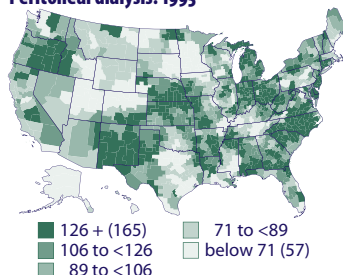 Peritoneal dialysis: 1995
126 + (165)
106 to <126
89 to <106
71 to <89
below 71 (57)